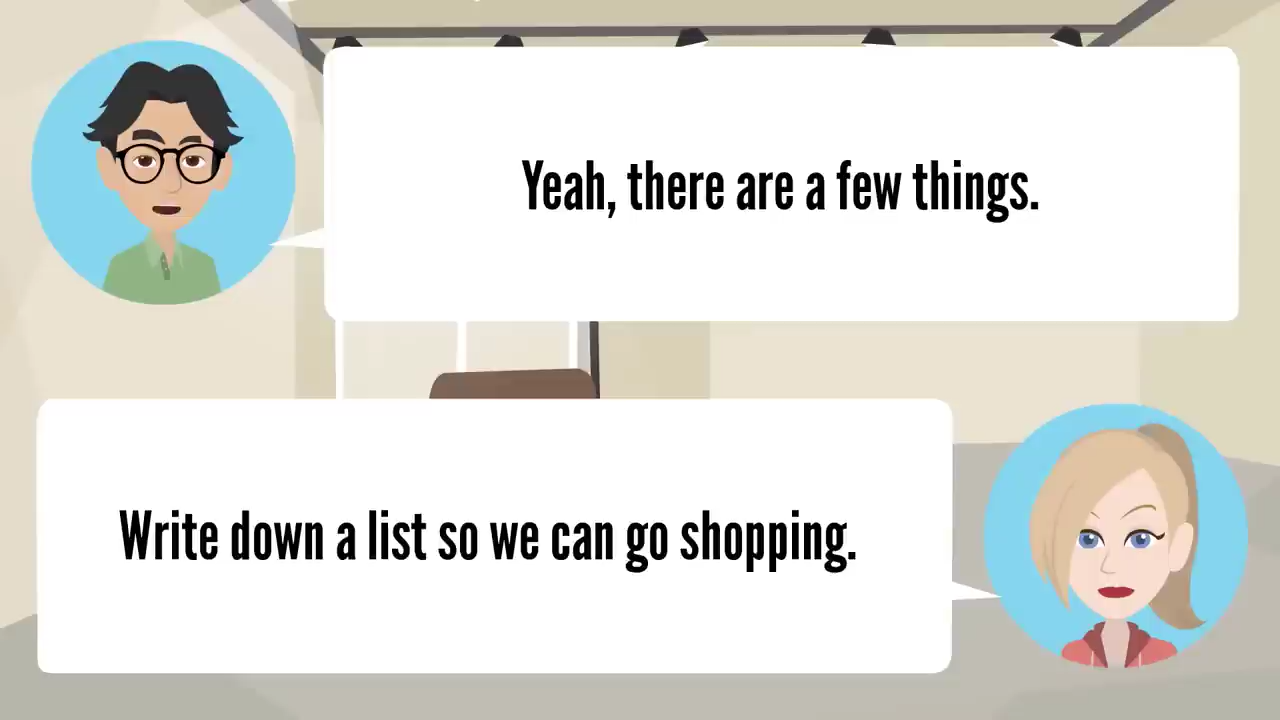 Yeah, there are a few things.
Write down a list so we can go shopping.